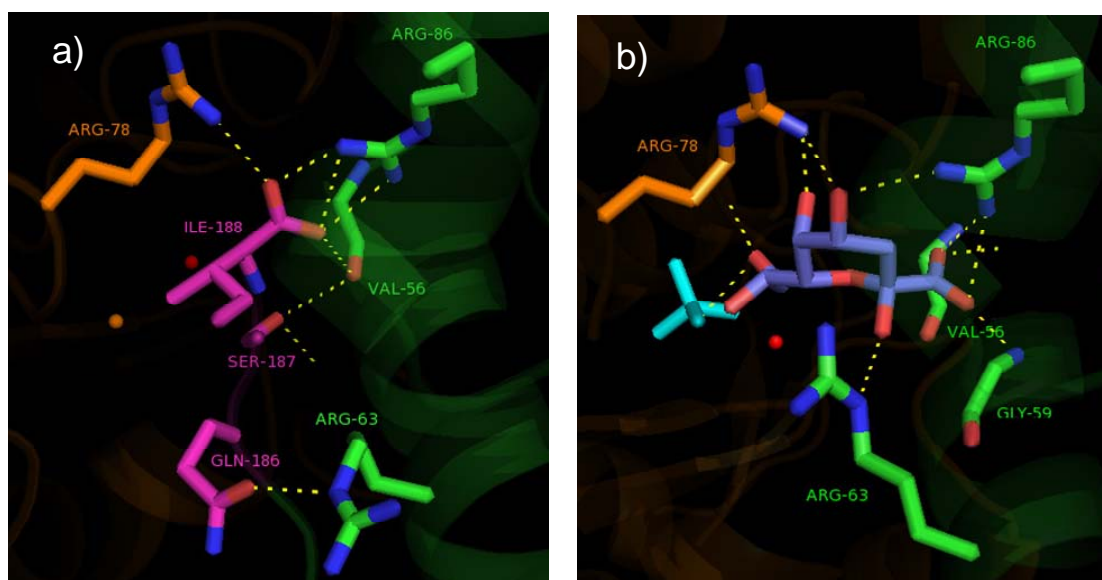 a)
ARG-86
ARG-78
ILE-188
VAL-56
SER-187
ARG-63
GLN-186
b)
ARG-86
ARG-78
VAL-56
GLY-59
ARG-63